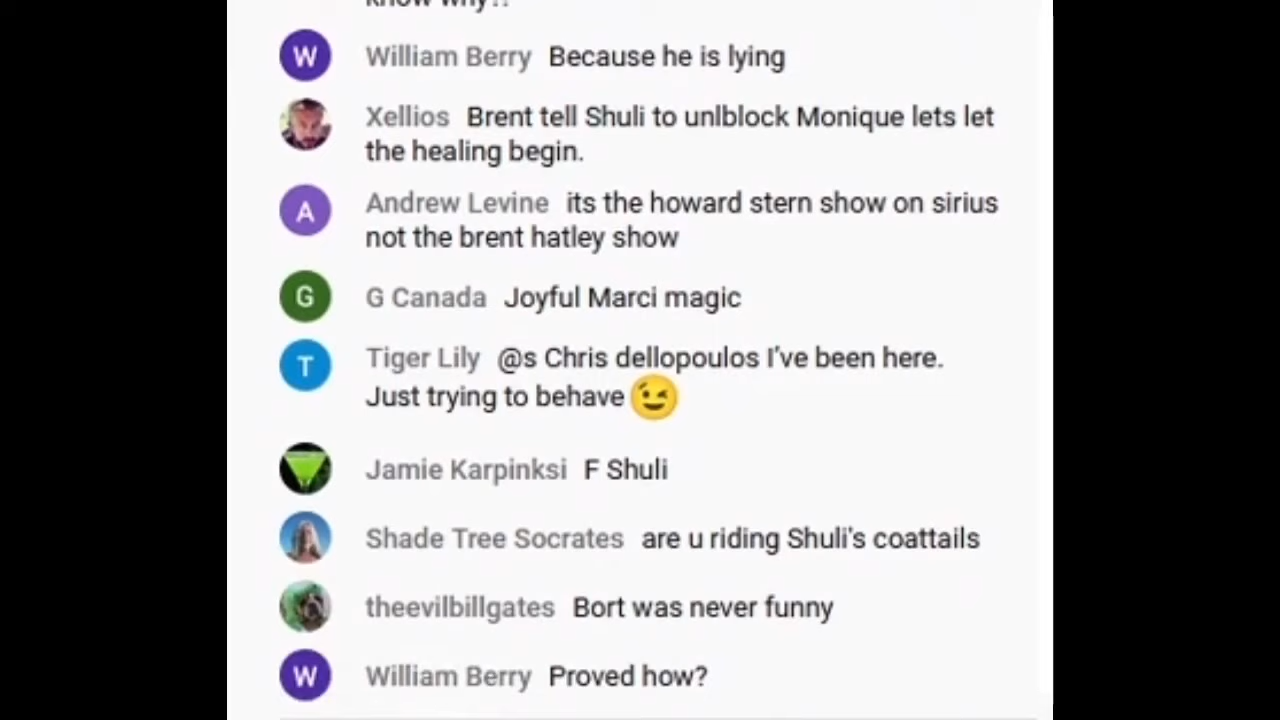 know why??
W William Berry Because he is lying
Xellios Brent tell Shuli to unlblock Monique lets let
the healing begin.
A Andrew Levine its the howard stern show on sirius
not the brent hatley show
G G Canada Joyful Marci magic
T Tiger Lily @s Chris dellopoulos I've been here.
Just trying to behave😉
Jamie Karpinksi F Shuli
Shade Tree Socrates are u riding Shuli's coattails
theevilbillgates Bort was never funny
W William Berry Proved how?